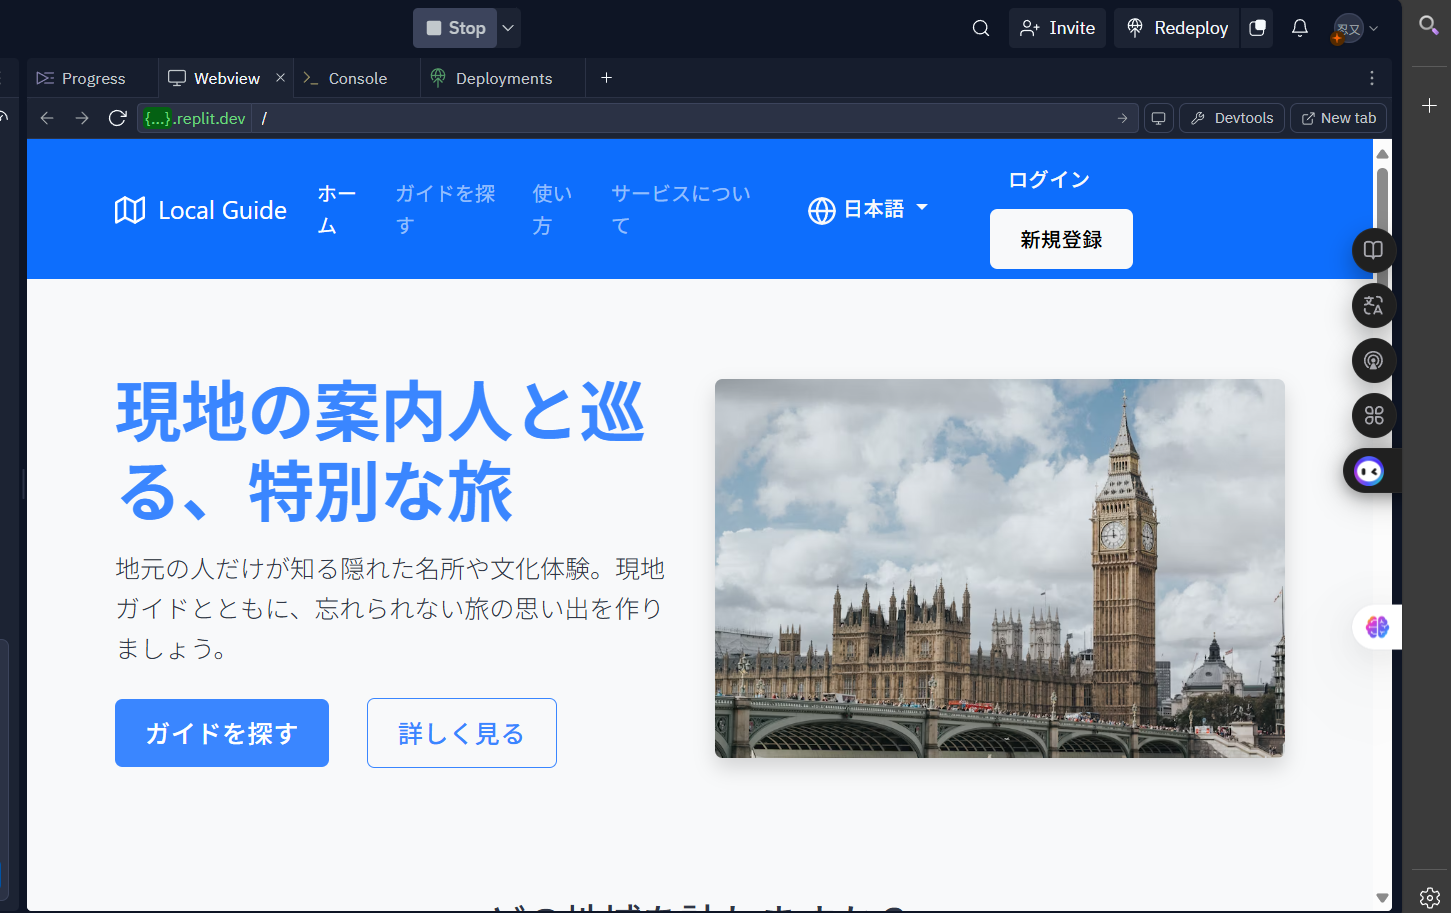 Stop
Invite
Redeploy
忍又
Progress
Webview
Console
Deployments
{...}.replit.dev
/
Devtools
New tab
Local Guide
ホー
ム
ガイドを探
す
使い
方
サービスについ
て
日本語
ログイン
新規登録
現地の案内人と巡
る、特別な旅
地元の人だけが知る隠れた名所や文化体験。現地
ガイドとともに、忘れられない旅の思い出を作り
ましょう。
ガイドを探す
詳しく見る